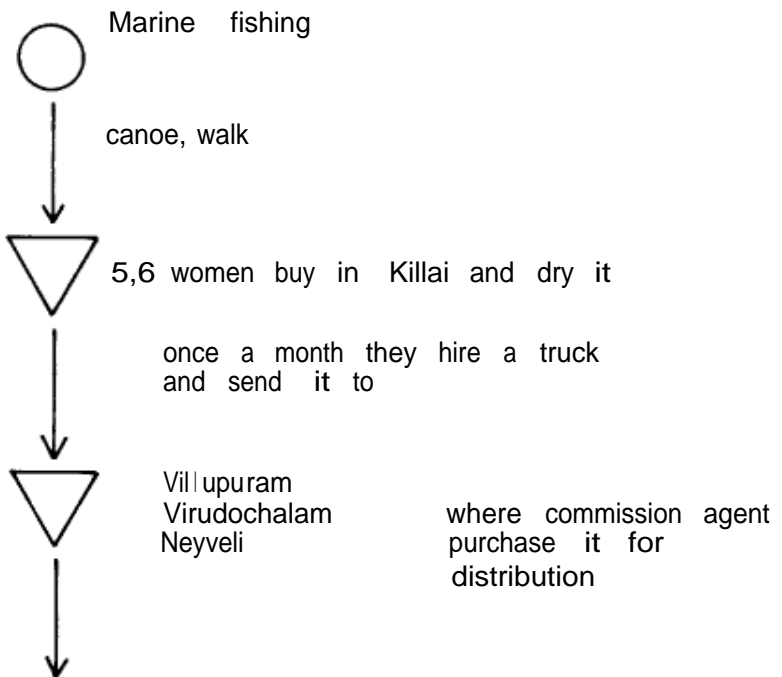 Marine fishing
canoe, walk
5,6 women buy in Killai and dry it
once a month they hire a truck
and send it to
Villupuram
Virudochalam where commission agent
Neyveli purchase it for
distribution